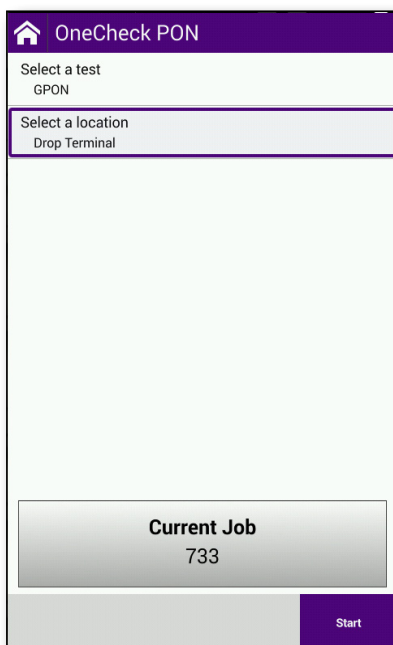 OneCheck PON
Select a test
GPON
Select a location
Drop Terminal
Current Job
733
Start